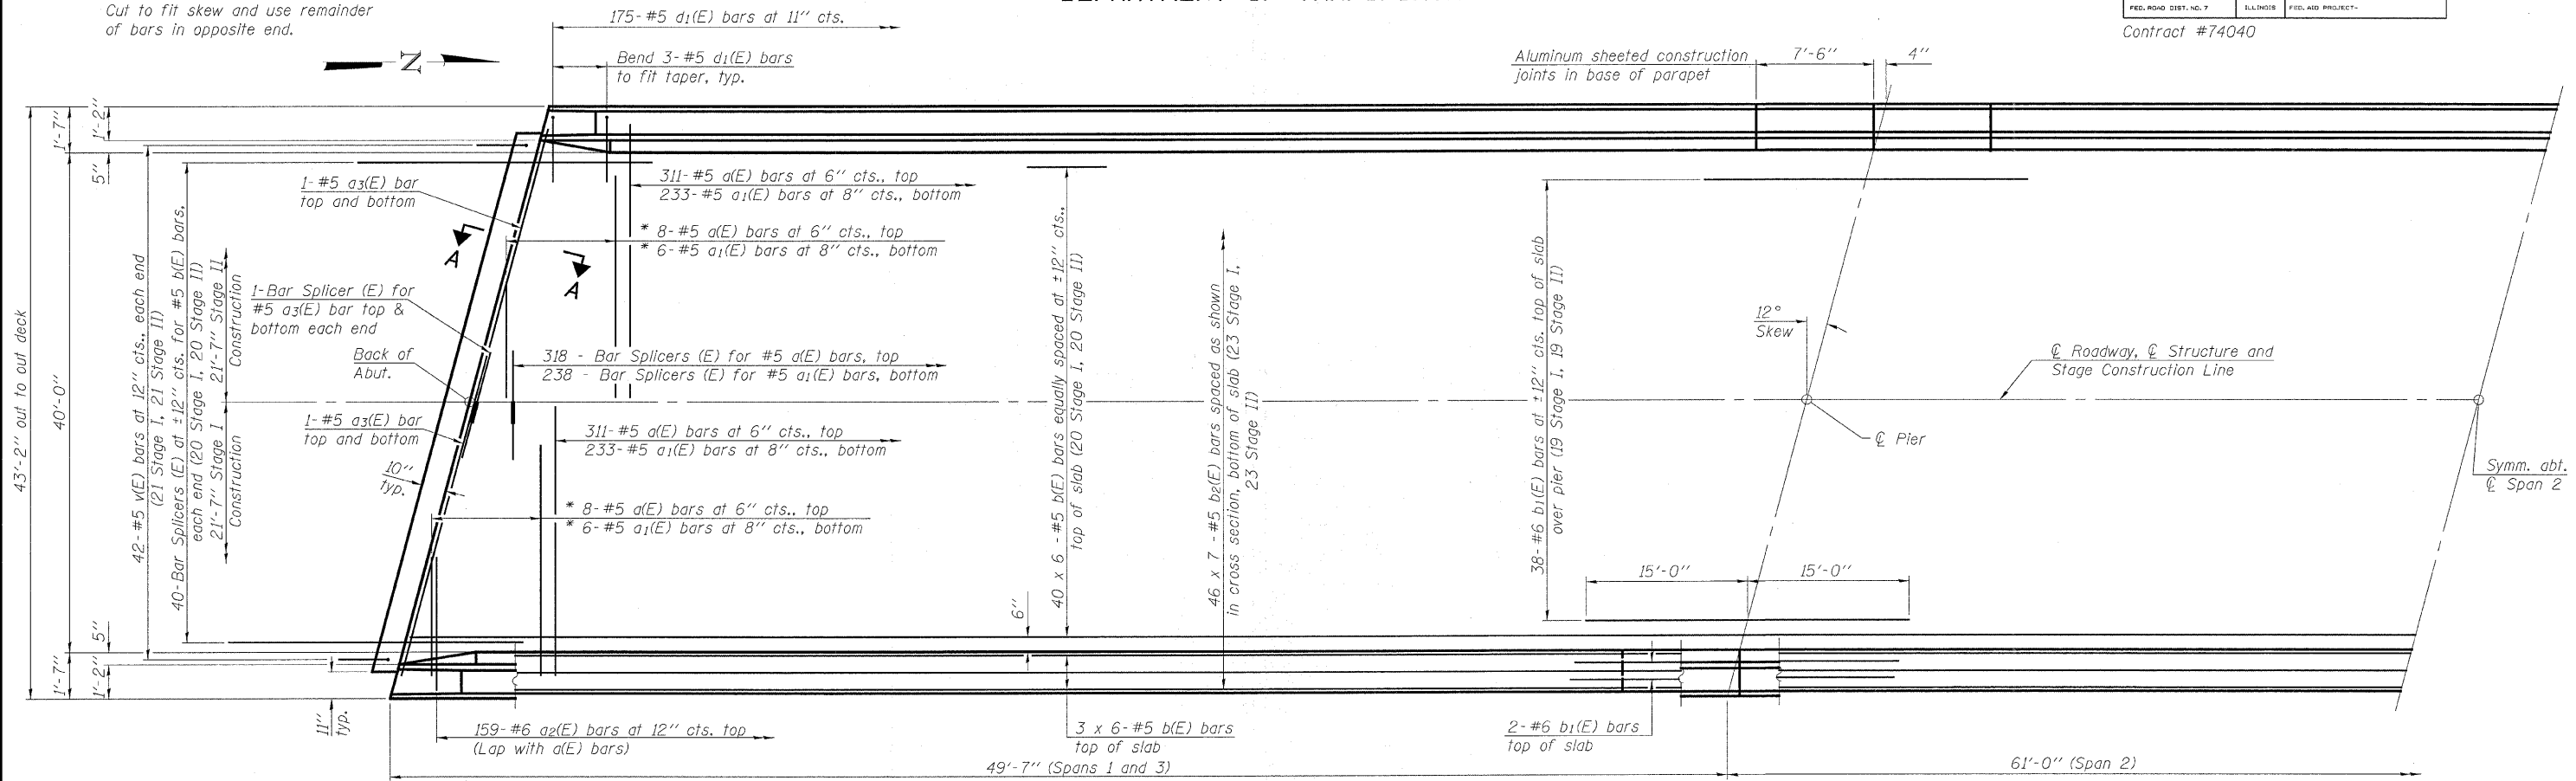 Cut to fit skew and use remainder
of bars in opposite end.
FED. ROAD DIST. NO. 7
ILLINOIS
FED. AID PROJECT-
Contract #74040
175-#5 d1(E) bars at 11" cts.
Bend 3-#5 d1(E) bars
to fit taper, typ.
N
Aluminum sheeted construction
joints in base of parapet
7'-6"
4"
1'-7"
1'-2"
5"
40'-0"
43'-2" out to out deck
42-#5 v(E) bars at 12" cts., each end
(21 Stage I, 21 Stage II)
40-Bar Splicers (E) at ±12" cts. for #5 b(E) bars,
each end (20 Stage I, 20 Stage II)
21'-7" Stage II
Construction
21'-7" Stage I
Construction
1-#5 a3(E) bar
top and bottom
A
A
311-#5 a(E) bars at 6" cts., top
233-#5 a1(E) bars at 8" cts., bottom
* 8-#5 a(E) bars at 6" cts., top
* 6-#5 a1(E) bars at 8" cts., bottom
1-Bar Splicer (E) for
#5 a3(E) bar top &
bottom each end
Back of
Abut.
318 - Bar Splicers (E) for #5 a(E) bars, top
238 - Bar Splicers (E) for #5 a1(E) bars, bottom
1-#5 a3(E) bar
top and bottom
10"
typ.
311-#5 a(E) bars at 6" cts., top
233-#5 a1(E) bars at 8" cts., bottom
* 8-#5 a(E) bars at 6" cts., top
* 6-#5 a1(E) bars at 8" cts., bottom
40 x 6 -#5 b(E) bars equally spaced at ±12" cts.,
top of slab (20 Stage I, 20 Stage II)
6"
46 x 7 -#5 b2(E) bars spaced as shown
in cross section, bottom of slab (23 Stage I,
23 Stage II)
38-#6 b1(E) bars at ±12" cts. top of slab
over pier (19 Stage I, 19 Stage II)
12°
Skew
℄ Roadway, ℄ Structure and
Stage Construction Line
℄ Pier
Symm. abt.
℄ Span 2
15'-0"
15'-0"
5"
1'-7"
1'-2"
11"
typ.
159-#6 a2(E) bars at 12" cts. top
(Lap with a(E) bars)
3 x 6-#5 b(E) bars
top of slab
2-#6 b1(E) bars
top of slab
49'-7" (Spans 1 and 3)
61'-0" (Span 2)